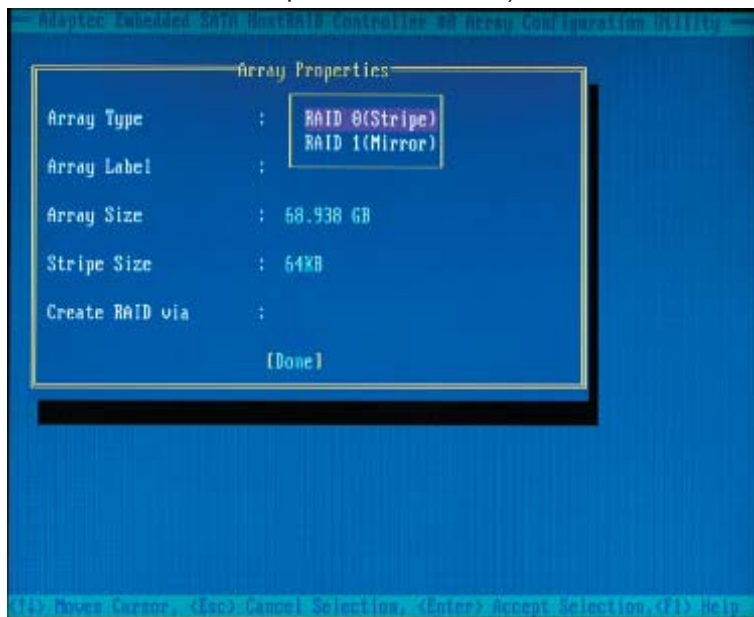 Adaptec Embedded SATA HostRAID Controller #0 Array Configuration Utility
Array Properties
Array Type : RAID 0(Stripe)
RAID 1(Mirror)
Array Label :
Array Size : 68.938 GB
Stripe Size : 64KB
Create RAID via :
[Done]
<↑↓> Moves Cursor, <Esc> Cancel Selection, <Enter> Accept Selection,<F1> Help